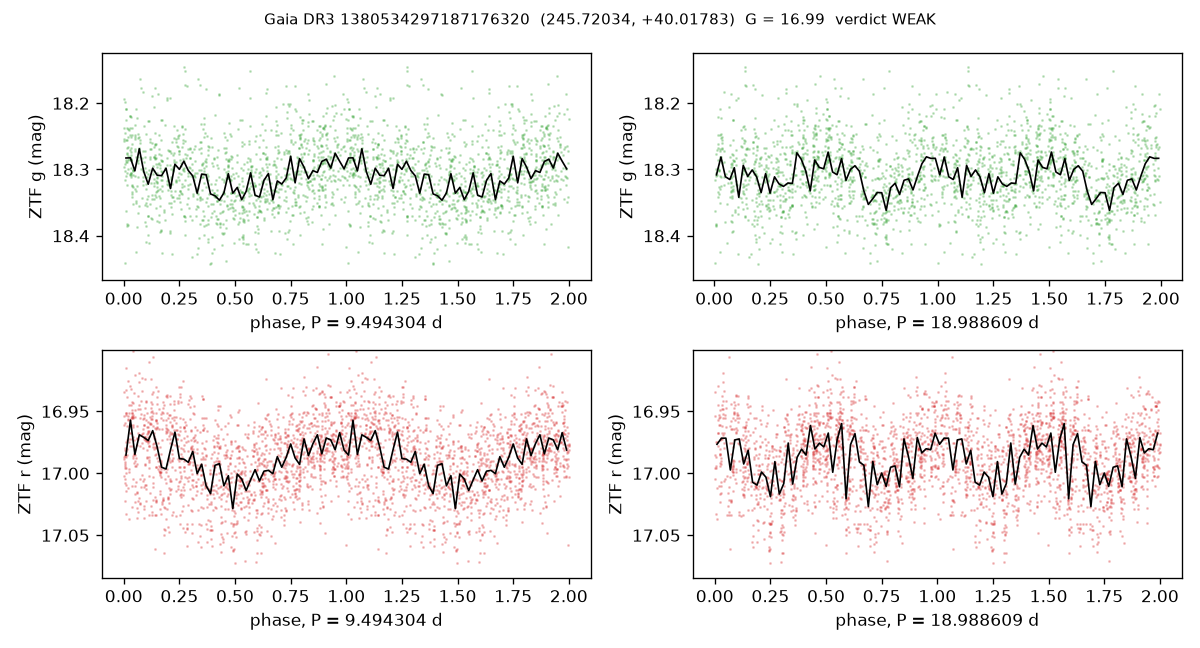 Gaia DR3 1380534297187176320  (245.72034, +40.01783)  G = 16.99  verdict WEAK
ZTF g (mag)
18.2
18.3
18.4
0.00 0.25 0.50 0.75 1.00 1.25 1.50 1.75 2.00
phase, P = 9.494304 d
ZTF g (mag)
18.2
18.3
18.4
0.00 0.25 0.50 0.75 1.00 1.25 1.50 1.75 2.00
phase, P = 18.988609 d
ZTF r (mag)
16.95
17.00
17.05
0.00 0.25 0.50 0.75 1.00 1.25 1.50 1.75 2.00
phase, P = 9.494304 d
ZTF r (mag)
16.95
17.00
17.05
0.00 0.25 0.50 0.75 1.00 1.25 1.50 1.75 2.00
phase, P = 18.988609 d